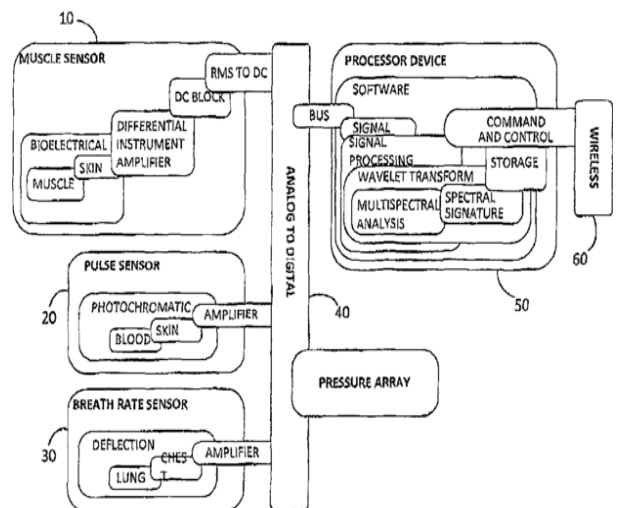 10
MUSCLE SENSOR
RMS TO DC
DC BLOCK
DIFFERENTIAL
INSTRUMENT
AMPLIFIER
BIOELECTRICAL
SKIN
MUSCLE
PULSE SENSOR
20
PHOTOCHROMATIC
AMPLIFIER
SKIN
BLOOD
BREATH RATE SENSOR
30
DEFLECTION
CHES
T
AMPLIFIER
LUNG
ANALOG TO DIGITAL
40
PROCESSOR DEVICE
SOFTWARE
BUS
SIGNAL
SIGNAL
PROCESSING
COMMAND
AND CONTROL
STORAGE
WAVELET TRANSFORM
MULTISPECTRAL
ANALYSIS
SPECTRAL
SIGNATURE
WIRELESS
60
50
PRESSURE ARRAY